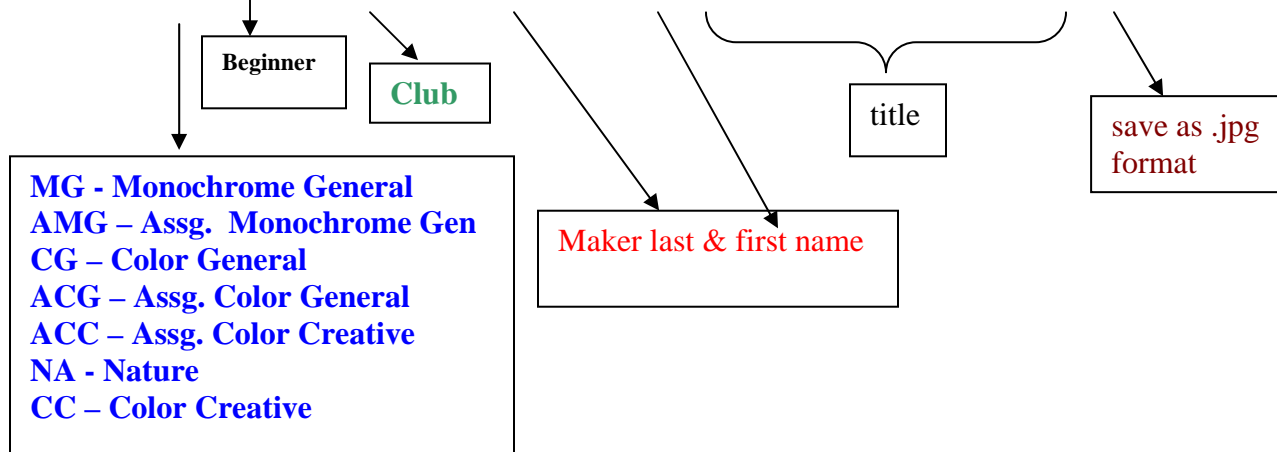 Beginner
Club
title
save as .jpg
format
MG - Monochrome General
AMG – Assg. Monochrome Gen
CG – Color General
ACG – Assg. Color General
ACC – Assg. Color Creative
NA - Nature
CC – Color Creative
Maker last & first name